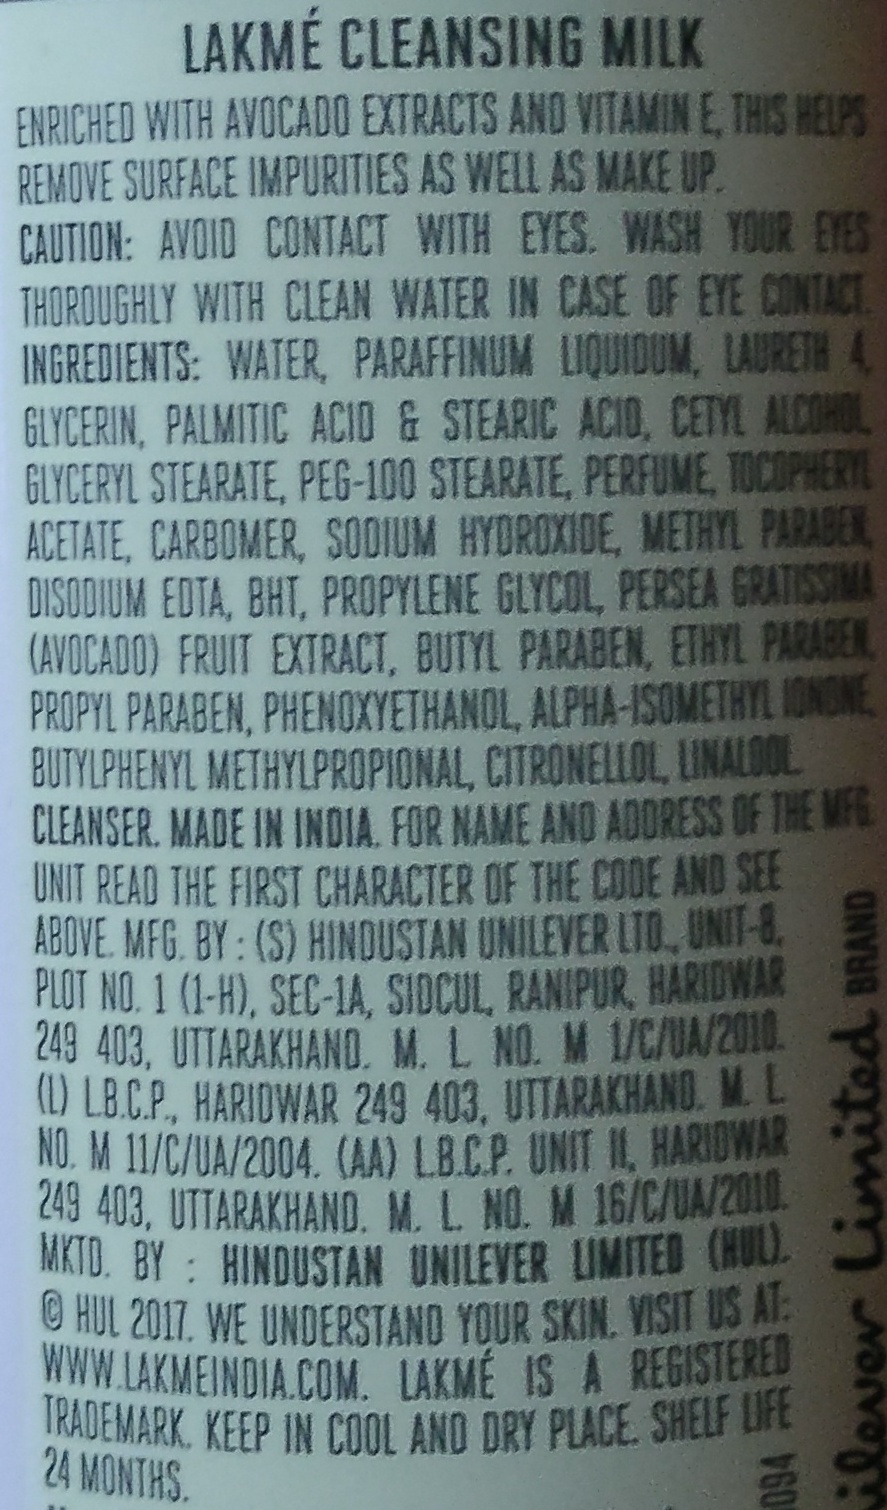 LAKMÉ CLEANSING MILK
ENRICHED WITH AVOCADO EXTRACTS AND VITAMIN E, THIS HELPS
REMOVE SURFACE IMPURITIES AS WELL AS MAKE UP.
CAUTION: AVOID CONTACT WITH EYES. WASH YOUR EYES
THOROUGHLY WITH CLEAN WATER IN CASE OF EYE CONTACT.
INGREDIENTS: WATER, PARAFFINUM LIQUIDUM, LAURETH 4,
GLYCERIN, PALMITIC ACID & STEARIC ACID, CETYL ALCOHOL,
GLYCERYL STEARATE, PEG-100 STEARATE, PERFUME, TOCOPHERYL
ACETATE, CARBOMER, SODIUM HYDROXIDE, METHYL PARABEN,
DISODIUM EDTA, BHT, PROPYLENE GLYCOL, PERSEA GRATISSIMA
(AVOCADO) FRUIT EXTRACT, BUTYL PARABEN, ETHYL PARABEN,
PROPYL PARABEN, PHENOXYETHANOL, ALPHA-ISOMETHYL IONONE,
BUTYLPHENYL METHYLPROPIONAL, CITRONELLOL, LINALOOL.
CLEANSER. MADE IN INDIA. FOR NAME AND ADDRESS OF THE MFG.
UNIT READ THE FIRST CHARACTER OF THE CODE AND SEE
ABOVE. MFG. BY : (S) HINDUSTAN UNILEVER LTD., UNIT-8,
PLOT NO. 1 (1-H), SEC-1A, SIDCUL, RANIPUR, HARIDWAR
249 403, UTTARAKHAND. M. L. NO. M 1/C/UA/2010.
(L) L.B.C.P., HARIDWAR 249 403, UTTARAKHAND. M. L.
NO. M 11/C/UA/2004. (AA) L.B.C.P. UNIT II, HARIDWAR
249 403, UTTARAKHAND. M. L. NO. M 16/C/UA/2010.
MKTD. BY : HINDUSTAN UNILEVER LIMITED (HUL).
© HUL 2017. WE UNDERSTAND YOUR SKIN. VISIT US AT:
WWW.LAKMEINDIA.COM. LAKMÉ IS A REGISTERED
TRADEMARK. KEEP IN COOL AND DRY PLACE. SHELF LIFE
24 MONTHS.
ilever Limited BRAND
094